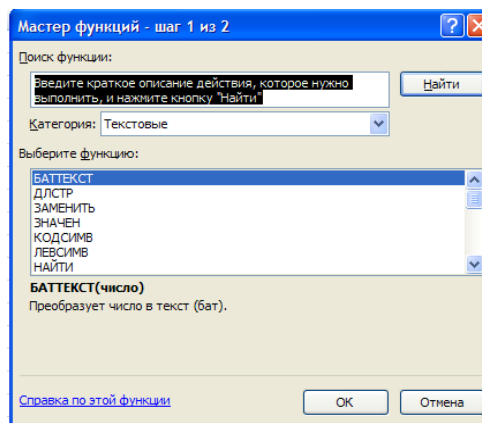 Мастер функций - шаг 1 из 2
Поиск функции:
Введите краткое описание действия, которое нужно
выполнить, и нажмите кнопку "Найти"
Найти
Категория: Текстовые
Выберите функцию:
БАТТЕКСТ
ДЛСТР
ЗАМЕНИТЬ
ЗНАЧЕН
КОДСИМВ
ЛЕВСИМВ
НАЙТИ
БАТТЕКСТ(число)
Преобразует число в текст (бат).
Справка по этой функции
ОК
Отмена